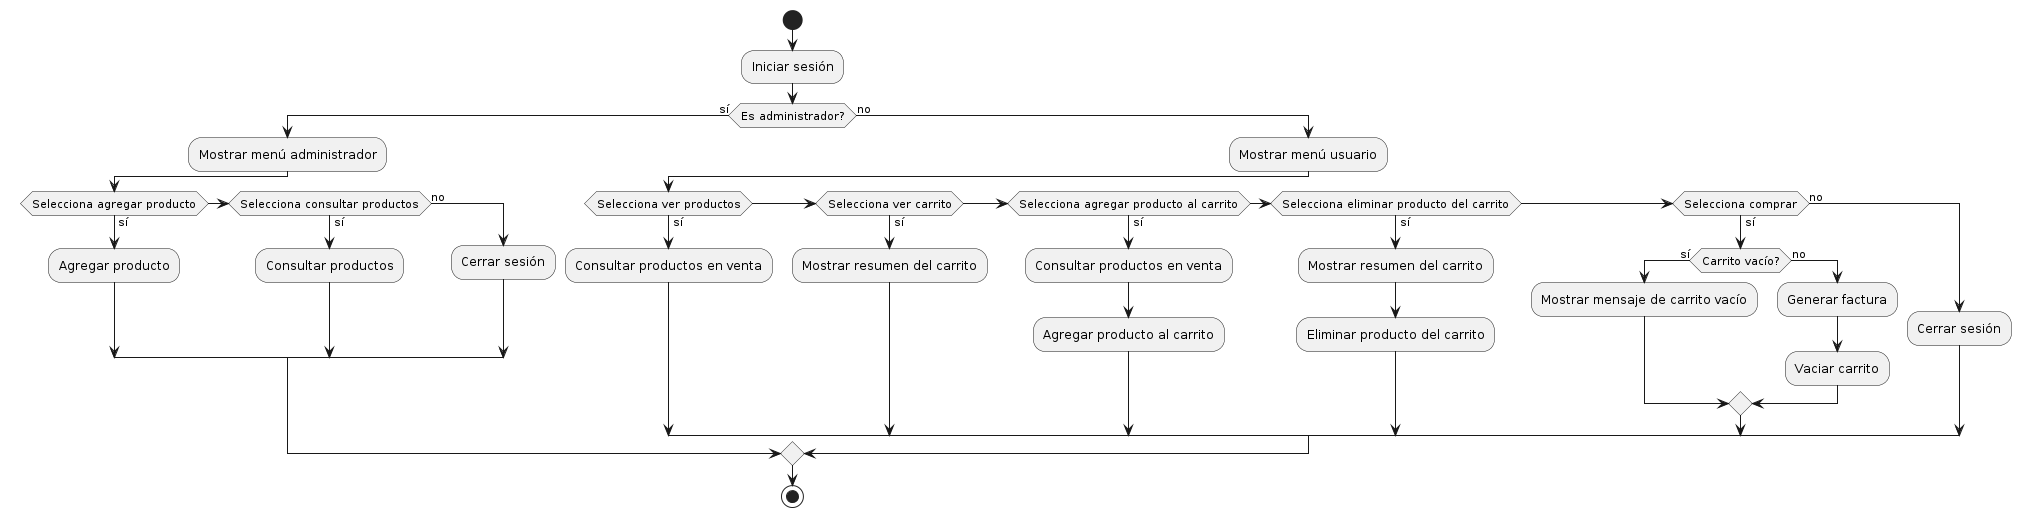 Iniciar sesión
sí
Es administrador?
no
Mostrar menú administrador
Mostrar menú usuario
Selecciona agregar producto
Selecciona consultar productos
no
Selecciona ver productos
Selecciona ver carrito
Selecciona agregar producto al carrito
Selecciona eliminar producto del carrito
Selecciona comprar
no
sí
sí
sí
sí
sí
sí
sí
Agregar producto
Consultar productos
Cerrar sesión
Consultar productos en venta
Mostrar resumen del carrito
Consultar productos en venta
Mostrar resumen del carrito
sí
Carrito vacío?
no
Mostrar mensaje de carrito vacío
Generar factura
Agregar producto al carrito
Eliminar producto del carrito
Cerrar sesión
Vaciar carrito